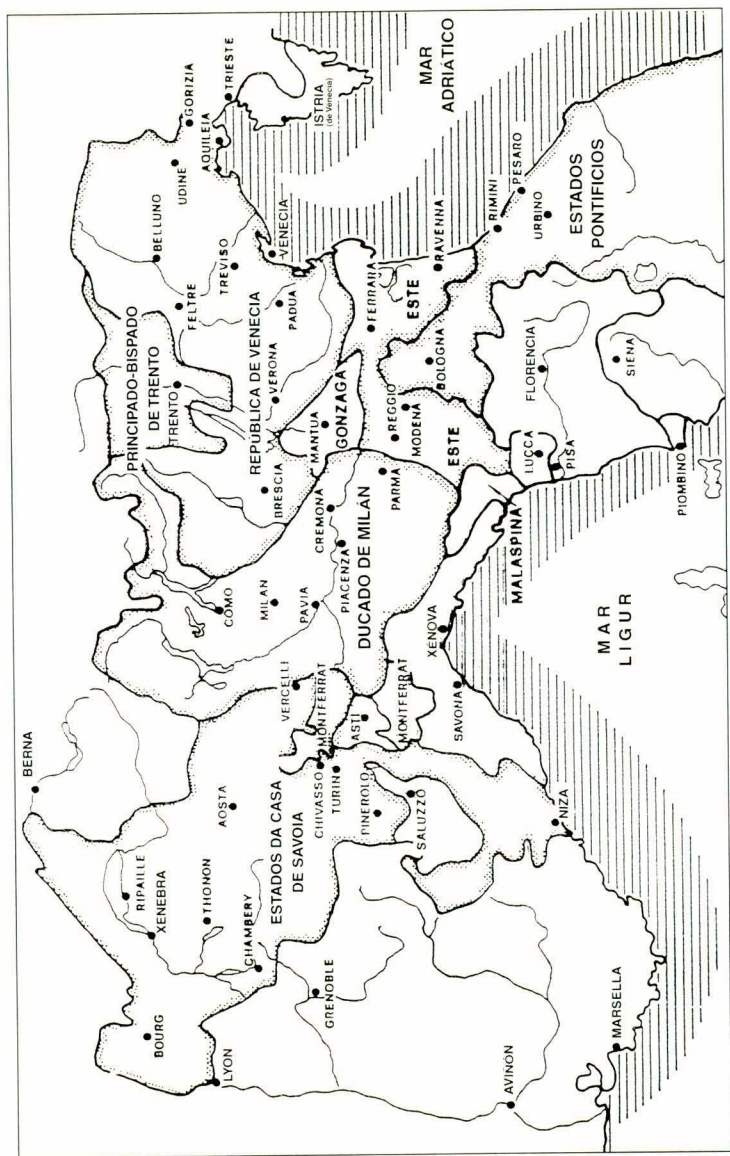 BERNA
BOURG
LYON
RIPAILLE
XENEBRA
THONON
CHAMBERY
GRENOBLE
AVIÑON
MARSELLA
AOSTA
ESTADOS DA CASA
DE SAVOIA
CHIVASSO
TURIN
PINEROLO
SALUZZO
NIZA
VERCELLI
MONTFERRAT
ASTI
MONTFERRAT
SAVONA
XENOVA
COMO
MILAN
PAVIA
PIACENZA
CREMONA
DUCADO DE MILÁN
PARMA
MALASPINA
MAR
LIGUR
PRINCIPADO-BISPADO
DE TRENTO
TRENTO
BRESCIA
REPUBLICA DE VENECIA
VERONA
MANTUA
GONZAGA
REGGIO
MODENA
ESTE
LUCCA
PISA
FELTRE
BELLUNO
TREVISO
PADUA
VENECIA
FERRARA
ESTE
BOLOGNA
RAVENNA
FLORENCIA
SIENA
PIOMBINO
UDINE
GORIZIA
AQUILEIA
TRIESTE
ISTRIA
(de Venecia)
MAR
ADRIÁTICO
RIMINI
PESARO
URBINO
ESTADOS
PONTIFICIOS